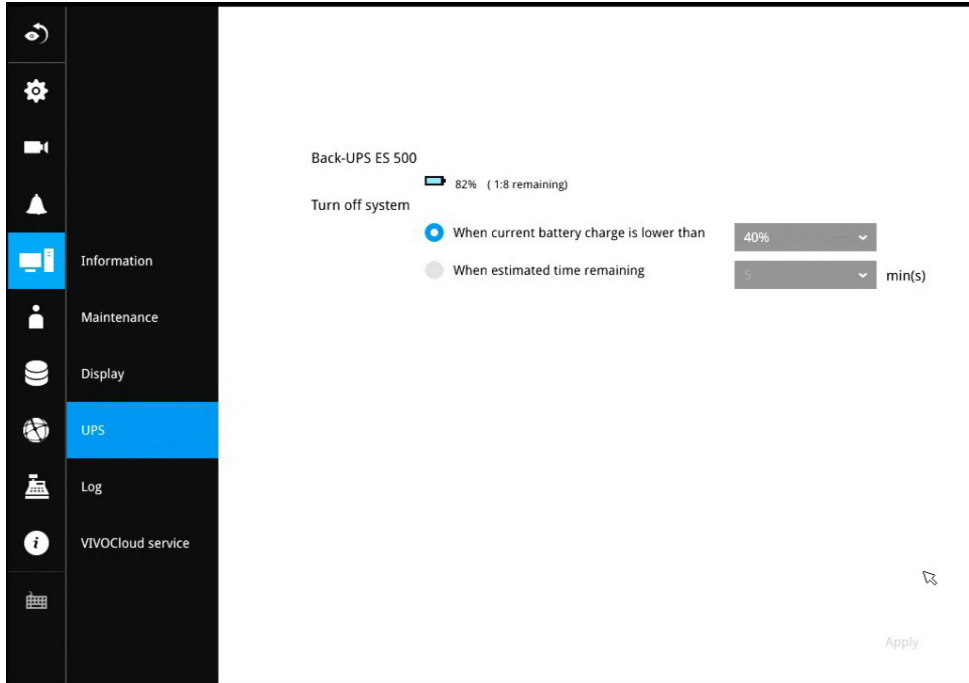 Back-UPS ES 500
82% ( 1:8 remaining)
Turn off system
When current battery charge is lower than 40%
When estimated time remaining 5 min(s)
Information
Maintenance
Display
UPS
Log
VIVOCloud service
Apply